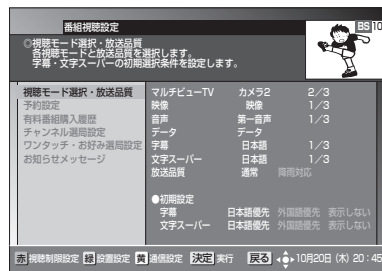 番組視聴設定
BS 10
◎視聴モード選択・放送品質
各視聴モードと放送品質を選択します。
字幕・文字スーパーの初期選択条件を設定します。
視聴モード選択・放送品質
予約設定
有料番組購入履歴
チャンネル選局設定
ワンタッチ・お好み選局設定
お知らせメッセージ
マルチビューTV カメラ2 2/3
映像 映像 1/3
音声 第一音声 1/3
データ データ
字幕 日本語 1/3
文字スーパー 日本語 1/3
放送品質 通常 降雨対応
●初期設定
字幕 日本語優先 外国語優先 表示しない
文字スーパー 日本語優先 外国語優先 表示しない
赤 視聴制限設定 緑 設置設定 黄 通信設定 決定 実行 戻る 10月20日 (木) 20:45